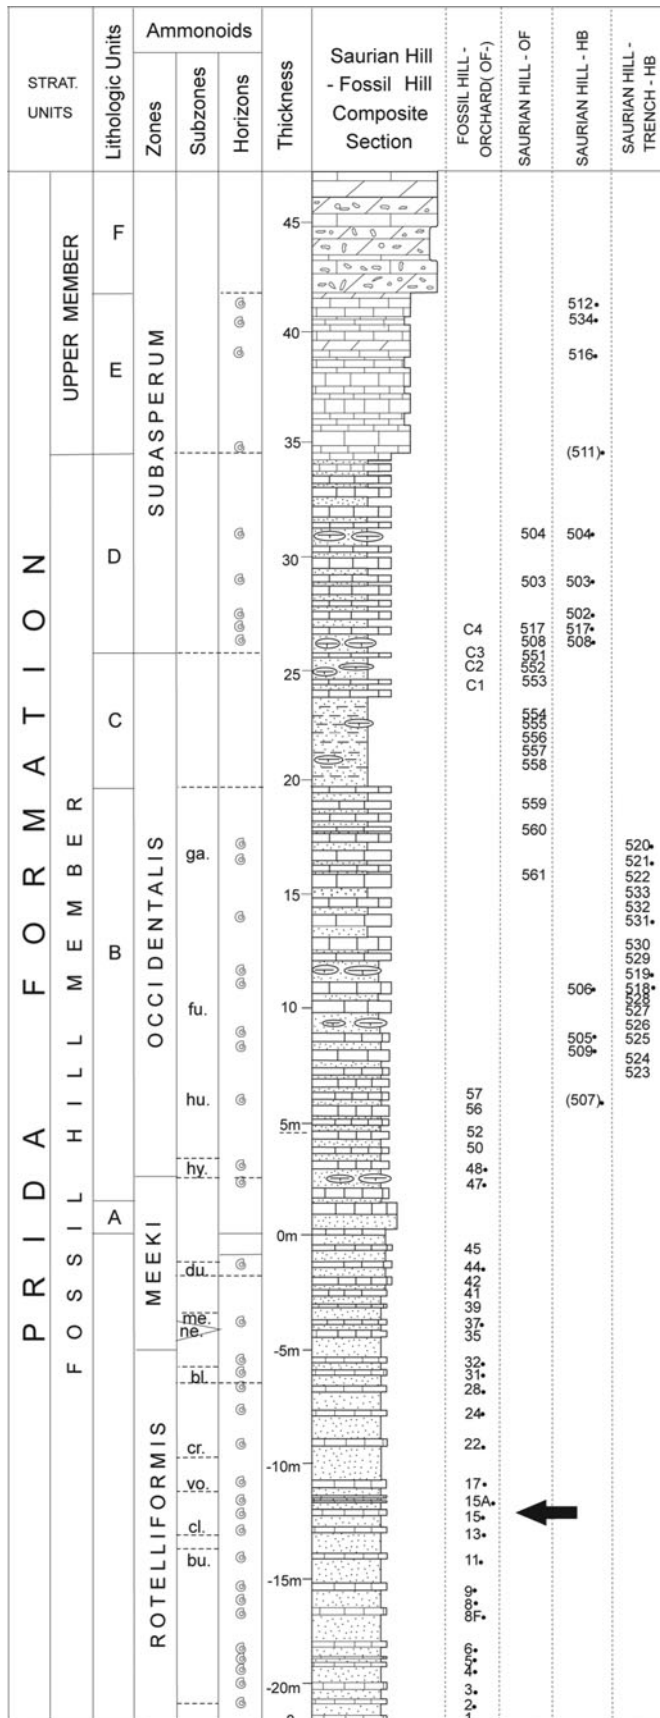 STRAT.
UNITS
Lithologic Units
Ammonoids
Zones
Subzones
Horizons
Thickness
Saurian Hill
- Fossil Hill
Composite
Section
FOSSIL HILL -
ORCHARD( OF-)
SAURIAN HILL - OF
SAURIAN HILL - HB
SAURIAN HILL -
TRENCH - HB
PRIDA FORMATION
UPPER MEMBER
FOSSIL HILL MEMBER
F
E
D
C
B
A
SUBASPERUM
OCCIDENTALIS
MEEKI
ROTELLIFORMIS
ga.
fu.
hu.
hy.
du.
me.
ne.
bl.
cr.
vo.
cl.
bu.
45
40
35
30
25
20
15
10
5m
0m
-5m
-10m
-15m
-20m
C4
C3
C2
C1
57
56
52
50
48•
47•
45
44•
42
41
39
37•
35
32•
31•
28•
24•
22•
17•
15A•
15•
13•
11•
9•
8•
8F•
6•
5•
4•
3•
2•
1
504
503
517
508
551
552
553
554
555
556
557
558
559
560
561
512•
534•
516•
(511)•
504•
503•
502•
517•
508•
506•
505•
509•
(507)•
520•
521•
522
533
532
531•
530
529
519•
518•
528
527
526
525
524
523